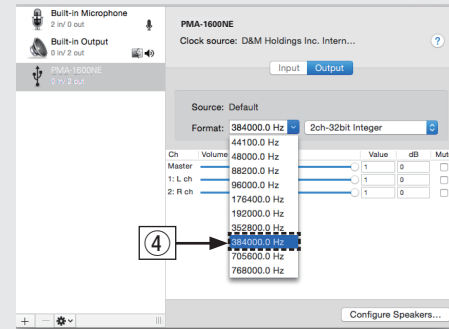 Built-in Microphone
2 in/ 0 out
Built-in Output
0 in/ 2 out
PMA-1600NE
0 in/ 2 out
PMA-1600NE
Clock source: D&M Holdings Inc. Intern...
?
Input Output
Source: Default
Format: 384000.0 Hz 2ch-32bit Integer
44100.0 Hz
48000.0 Hz
88200.0 Hz
96000.0 Hz
176400.0 Hz
192000.0 Hz
352800.0 Hz
384000.0 Hz
705600.0 Hz
768000.0 Hz
Ch Volume Value dB Mut
Master 1 0
1: L ch 1 0
2: R ch 1 0
4
+ −
Configure Speakers...